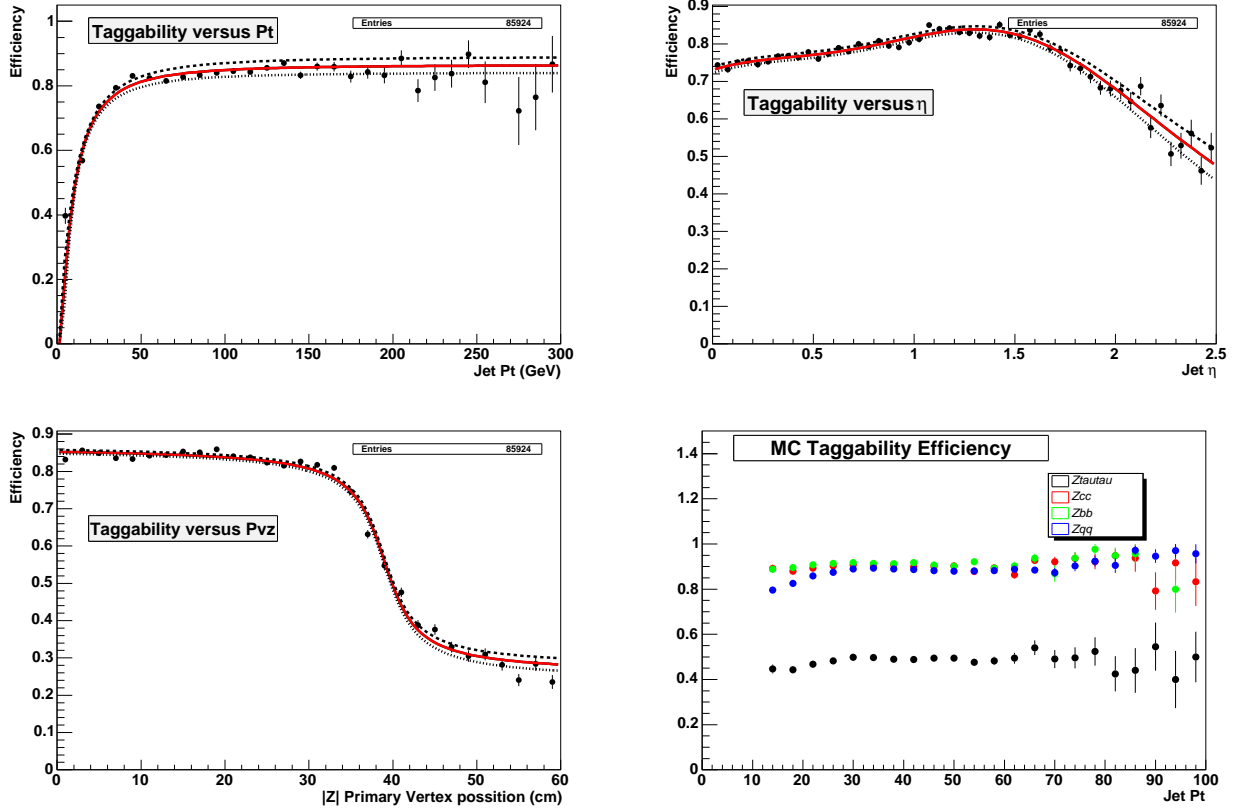 Taggability versus Pt
Entries 85924
Efficiency
1
0.8
0.6
0.4
0.2
0
0 50 100 150 200 250 300
Jet Pt (GeV)
Taggability versus η
Entries 85924
Efficiency
0.9
0.8
0.7
0.6
0.5
0.4
0.3
0.2
0.1
0
0 0.5 1 1.5 2 2.5
Jet η
Taggability versus Pvz
Entries 85924
Efficiency
0.9
0.8
0.7
0.6
0.5
0.4
0.3
0.2
0.1
0
0 10 20 30 40 50 60
|Z| Primary Vertex possition (cm)
MC Taggability Efficiency
Ztautau
Zcc
Zbb
Zqq
1.4
1.2
1
0.8
0.6
0.4
0.2
0
0 10 20 30 40 50 60 70 80 90 100
Jet Pt